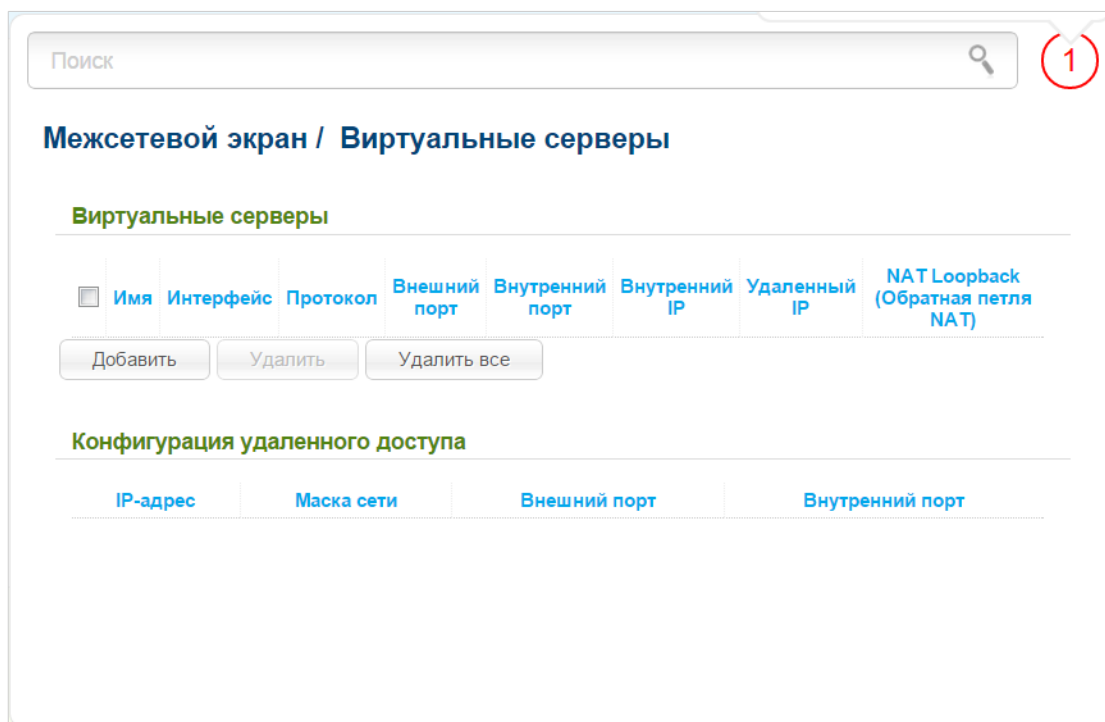 Поиск
1
Межсетевой экран / Виртуальные серверы
Виртуальные серверы
Имя Интерфейс Протокол Внешний порт Внутренний порт Внутренний IP Удаленный IP NAT Loopback (Обратная петля NAT)
Добавить Удалить Удалить все
Конфигурация удаленного доступа
IP-адрес Маска сети Внешний порт Внутренний порт